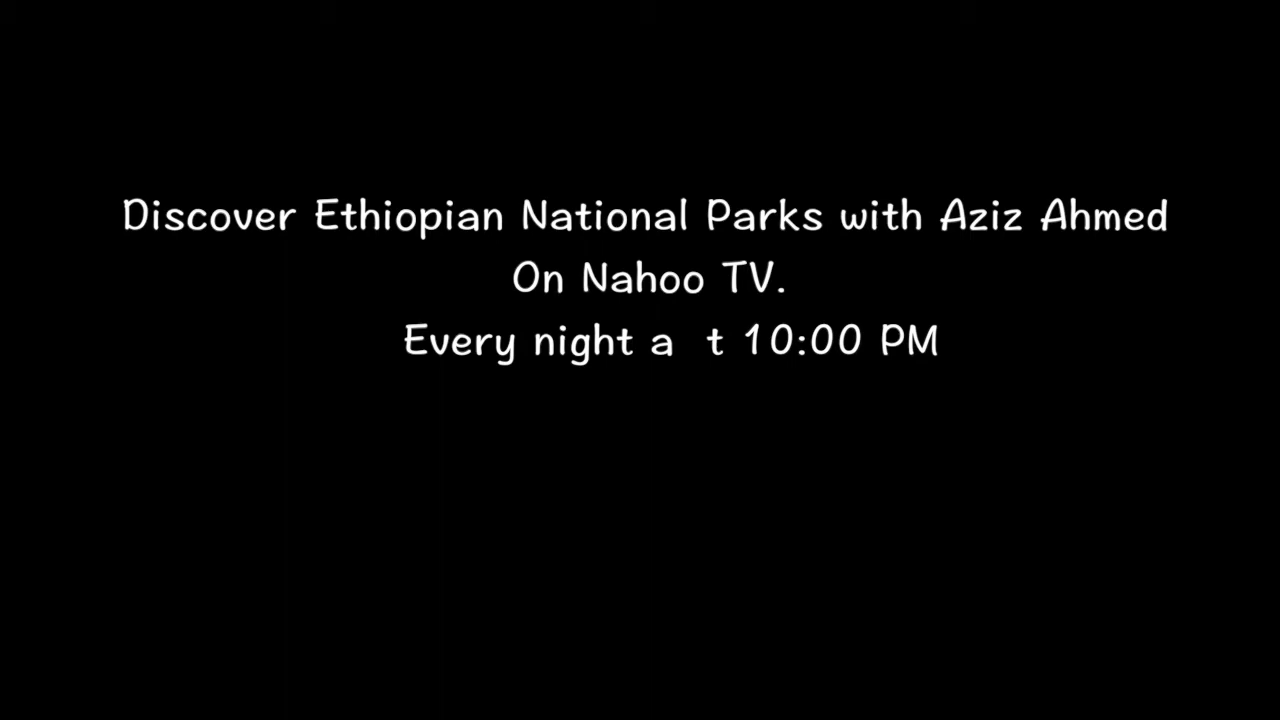 Discover Ethiopian National Parks with Aziz Ahmed
On Nahoo TV.
Every night a  t 10:00 PM